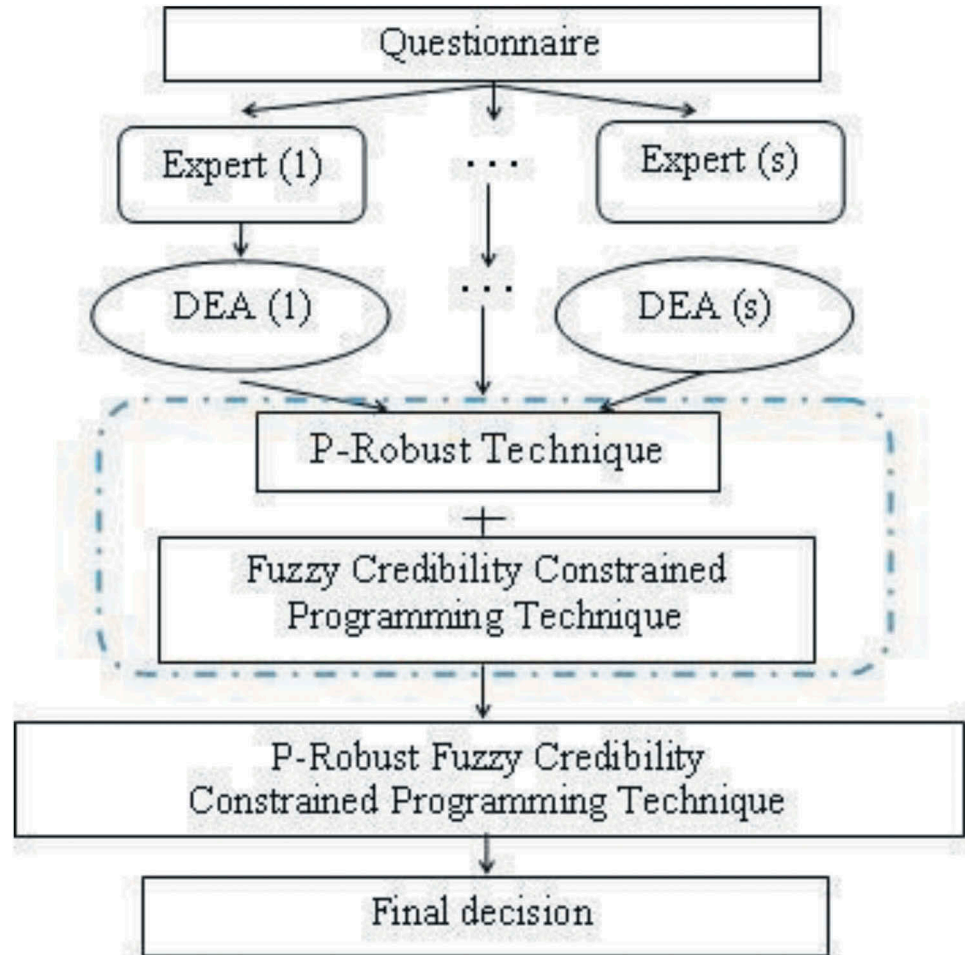 Questionnaire
Expert (1)
...
Expert (s)
DEA (1)
...
DEA (s)
P-Robust Technique
+
Fuzzy Credibility Constrained
Programming Technique
P-Robust Fuzzy Credibility
Constrained Programming Technique
Final decision